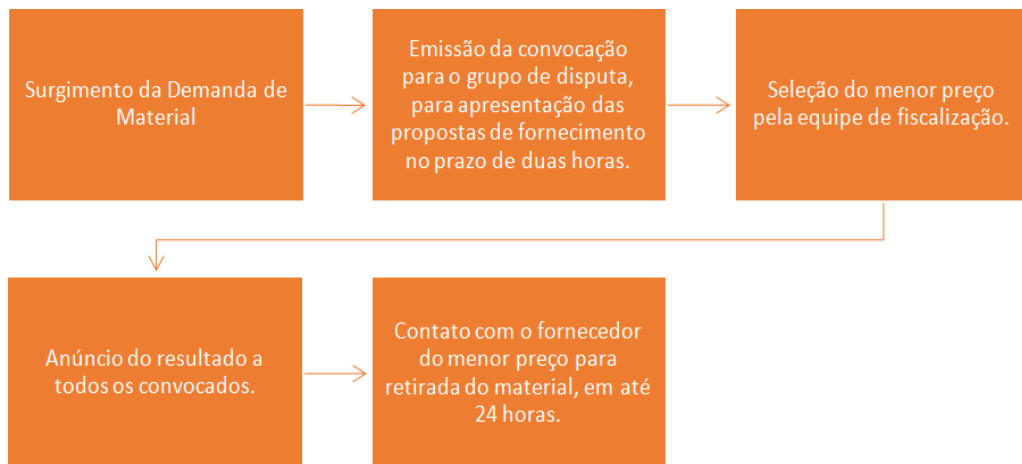 Surgimento da Demanda de
Material
Emissão da convocação
para o grupo de disputa,
para apresentação das
propostas de fornecimento
no prazo de duas horas.
Seleção do menor preço
pela equipe de fiscalização.
Anúncio do resultado a
todos os convocados.
Contato com o fornecedor
do menor preço para
retirada do material, em até
24 horas.